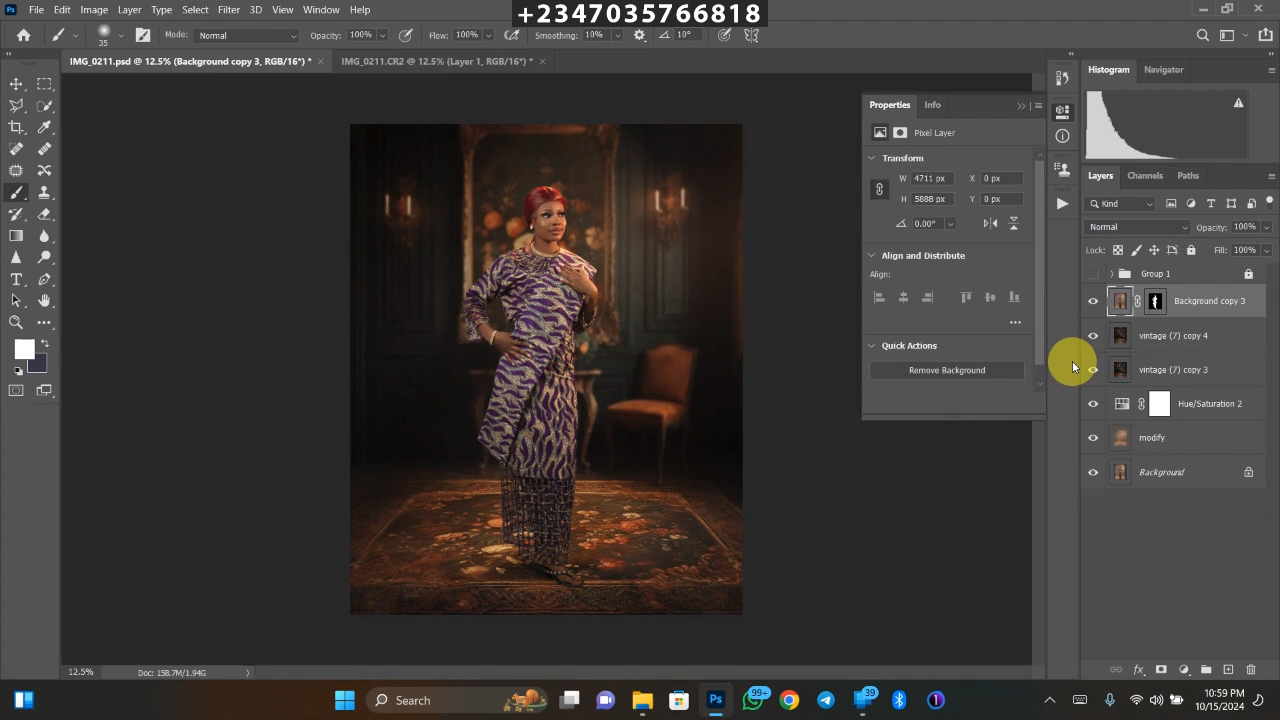 +2347035766818
File Edit Image Layer Type Select Filter 3D View Window Help
35 Mode: Normal Opacity: 100% Flow: 100% Smoothing: 10% 10°
IMG_0211.psd @ 12.5% (Background copy 3, RGB/16*) * IMG_0211.CR2 @ 12.5% (Layer 1, RGB/16*) *
Histogram Navigator
Properties Info
Pixel Layer
Transform
W 4711 px X 0 px
H 5888 px Y 0 px
0.00°
Align and Distribute
Align:
Quick Actions
Remove Background
Layers Channels Paths
Kind
Normal Opacity: 100%
Lock: Fill: 100%
Group 1
Background copy 3
vintage (7) copy 4
vintage (7) copy 3
Hue/Saturation 2
modify
Background
12.5% Doc: 158.7M/1.94G
Search 99+ 39
10:59 PM
10/15/2024